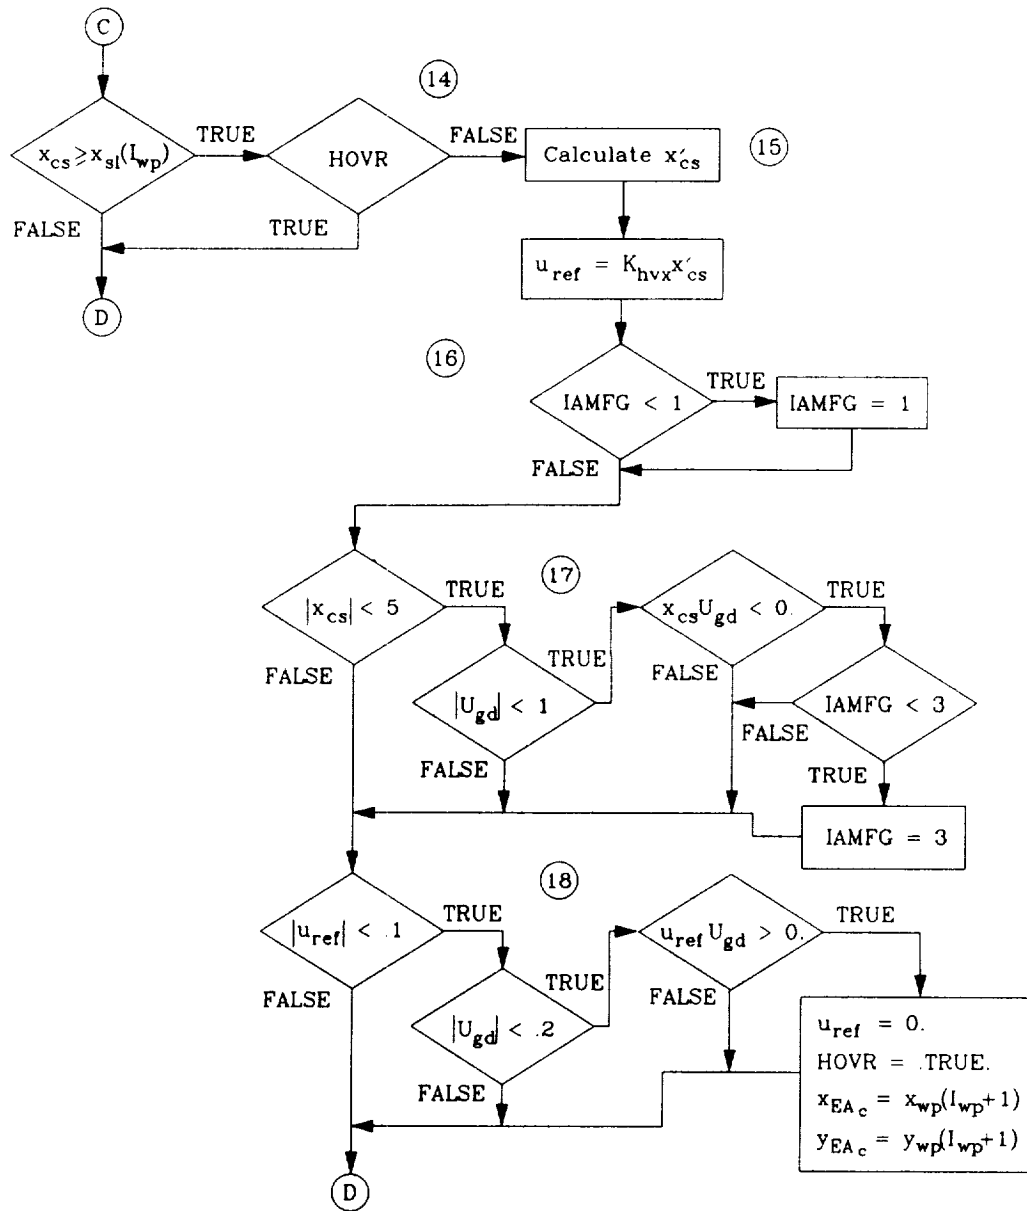 C
14
x_cs ≥ x_sl(I_wp)
TRUE
HOVR
FALSE
Calculate x′_cs
15
FALSE
TRUE
D
u_ref = K_hvx x′_cs
16
IAMFG < 1
TRUE
IAMFG = 1
FALSE
17
|x_cs| < 5
TRUE
x_cs U_gd < 0.
TRUE
FALSE
|U_gd| < 1
TRUE
FALSE
IAMFG < 3
FALSE
FALSE
TRUE
IAMFG = 3
18
|u_ref| < .1
TRUE
u_ref U_gd > 0.
TRUE
FALSE
|U_gd| < .2
TRUE
FALSE
FALSE
u_ref = 0.
HOVR = .TRUE.
x_EA_c = x_wp(I_wp+1)
y_EA_c = y_wp(I_wp+1)
D